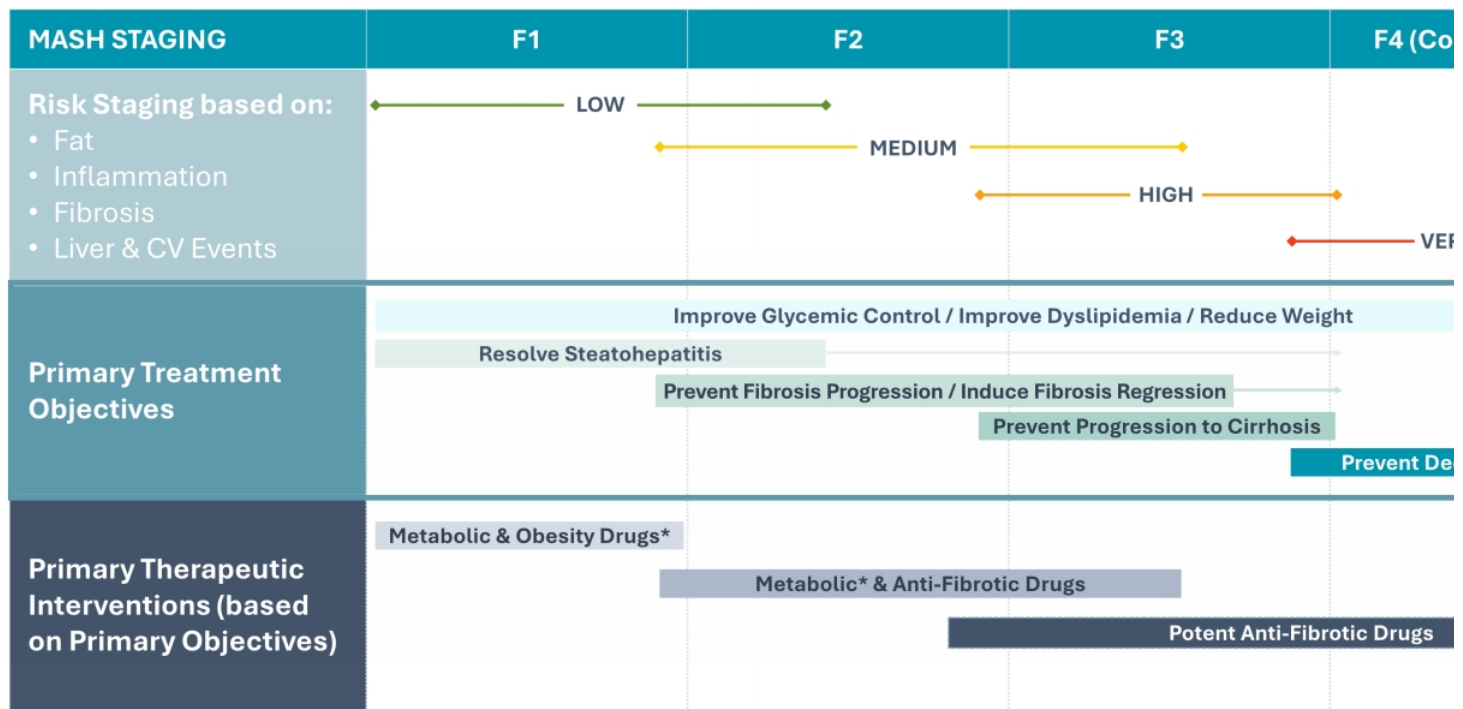 MASH STAGING
F1
F2
F3
F4 (Co
Risk Staging based on:
• Fat
• Inflammation
• Fibrosis
• Liver & CV Events
LOW
MEDIUM
HIGH
VER
Primary Treatment
Objectives
Improve Glycemic Control / Improve Dyslipidemia / Reduce Weight
Resolve Steatohepatitis
Prevent Fibrosis Progression / Induce Fibrosis Regression
Prevent Progression to Cirrhosis
Prevent De
Primary Therapeutic
Interventions (based
on Primary Objectives)
Metabolic & Obesity Drugs*
Metabolic* & Anti-Fibrotic Drugs
Potent Anti-Fibrotic Drugs